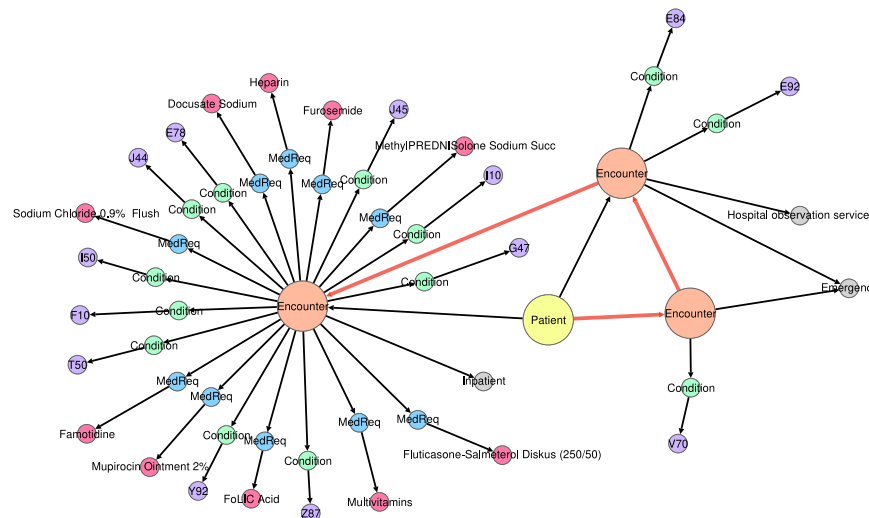 E84
Condition
E92
Condition
Heparin
Docusate Sodium
Furosemide
J45
E78
MethylPREDNISolone Sodium Succ
J44
MedReq
MedReq
MedReq
Condition
Encounter
I10
Condition
Condition
MedReq
Sodium Chloride 0.9%  Flush
Hospital observation service
Condition
MedReq
G47
I50
Condition
Condition
Emergenc
Encounter
Condition
F10
Patient
Encounter
Condition
T50
MedReq
Inpatient
Condition
MedReq
MedReq
MedReq
Famotidine
Condition
MedReq
V70
Fluticasone-Salmeterol Diskus (250/50)
Condition
Mupirocin Ointment 2%
Y92
FoLIC Acid
Multivitamins
Z87